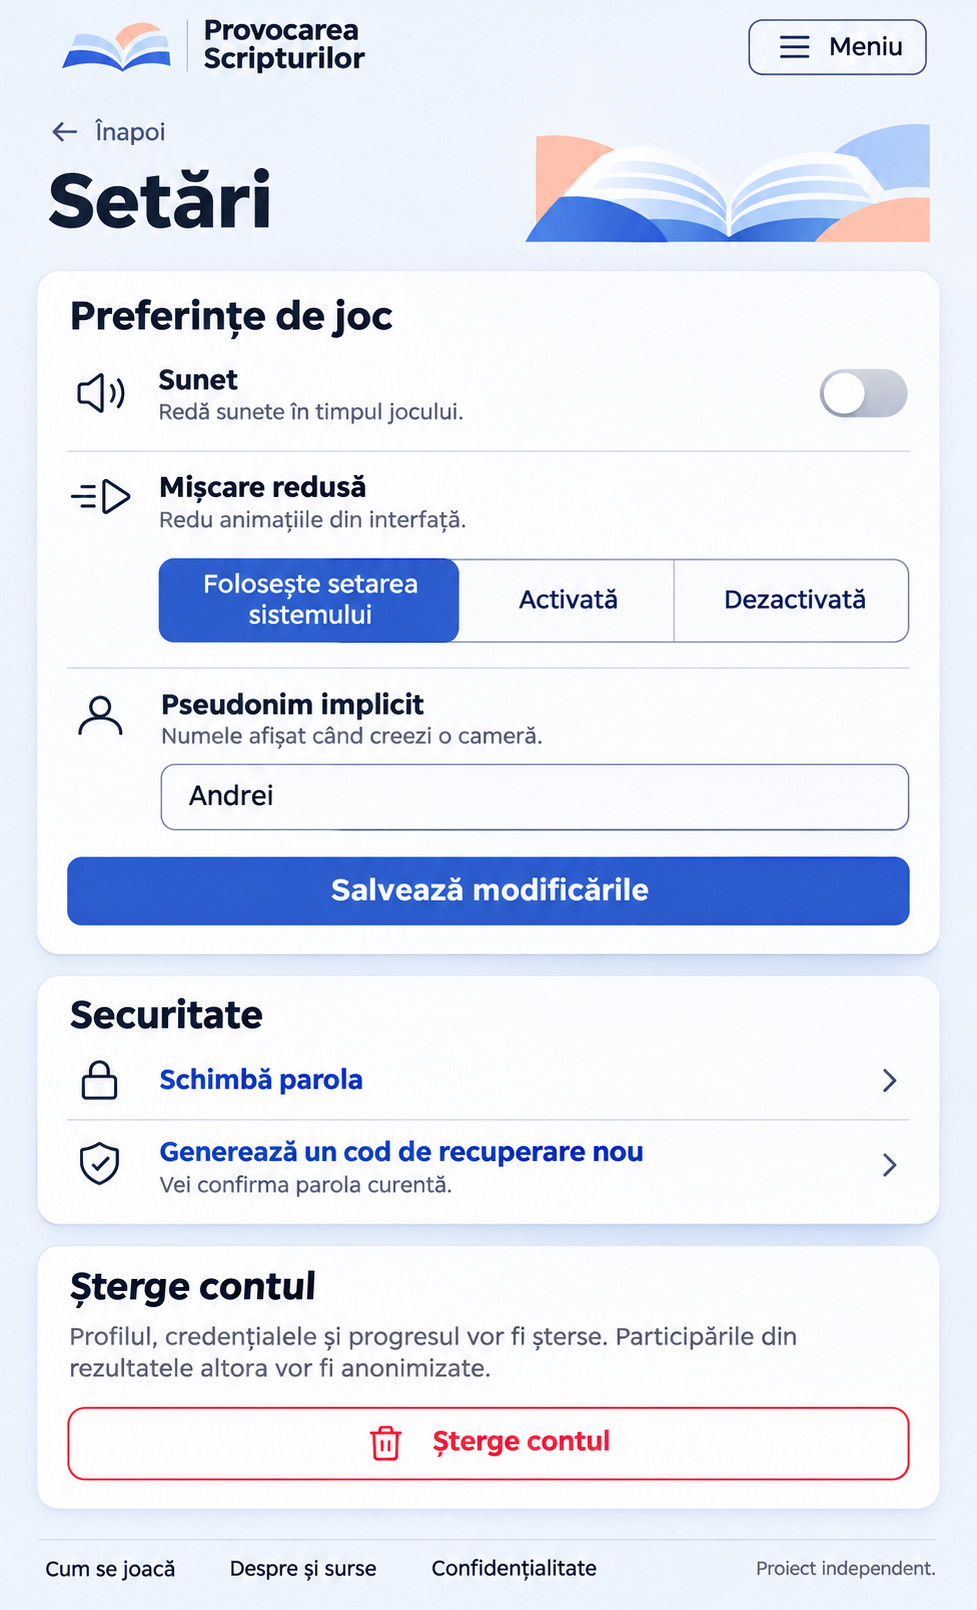 Provocarea
Scripturilor
Meniu
Înapoi
Setări
Preferințe de joc
Sunet
Redă sunete în timpul jocului.
Mișcare redusă
Redu animațiile din interfață.
Folosește setarea
sistemului
Activată
Dezactivată
Pseudonim implicit
Numele afișat când creezi o cameră.
Andrei
Salvează modificările
Securitate
Schimbă parola
Generează un cod de recuperare nou
Vei confirma parola curentă.
Șterge contul
Profilul, credențialele și progresul vor fi șterse. Participările din
rezultatele altora vor fi anonimizate.
Șterge contul
Cum se joacă
Despre și surse
Confidențialitate
Proiect independent.